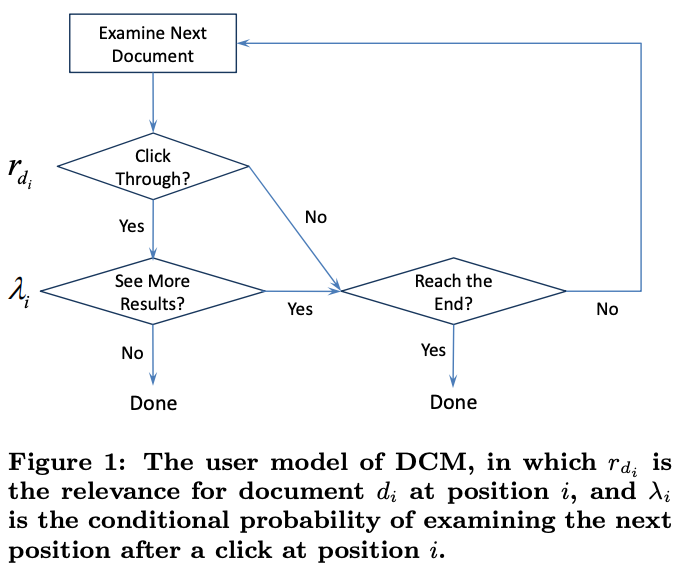 Examine Next
Document
r_{d_i}
Click
Through?
No
Yes
λ_i
See More
Results?
Yes
Reach the
End?
No
No
Yes
Done
Done
Figure 1: The user model of DCM, in which r_{d_i} is
the relevance for document d_i at position i, and λ_i
is the conditional probability of examining the next
position after a click at position i.